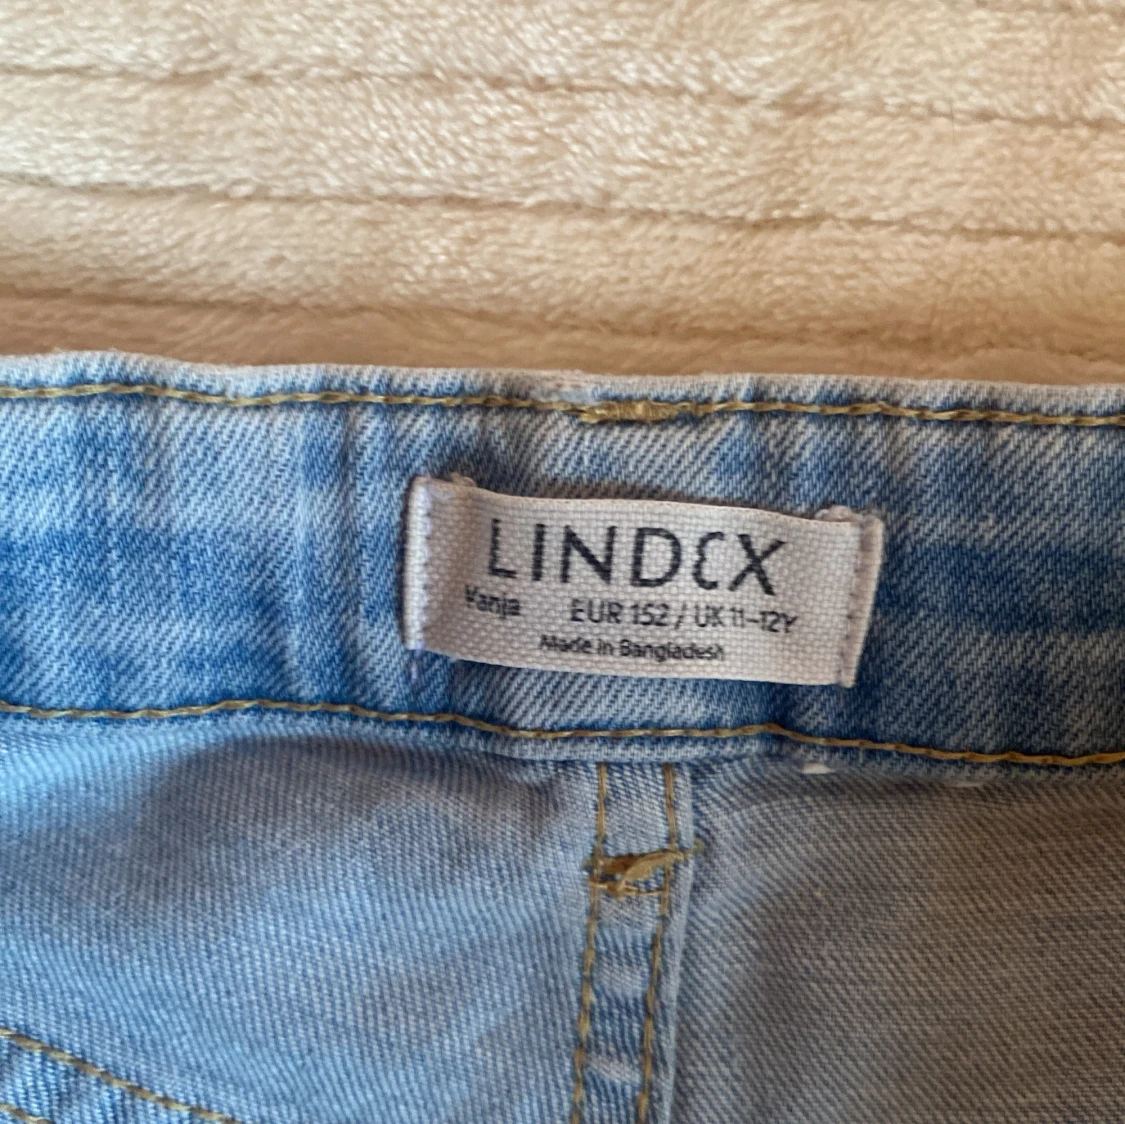 LINDEX
Vanja EUR 152 / UK 11-12Y
Made in Bangladesh